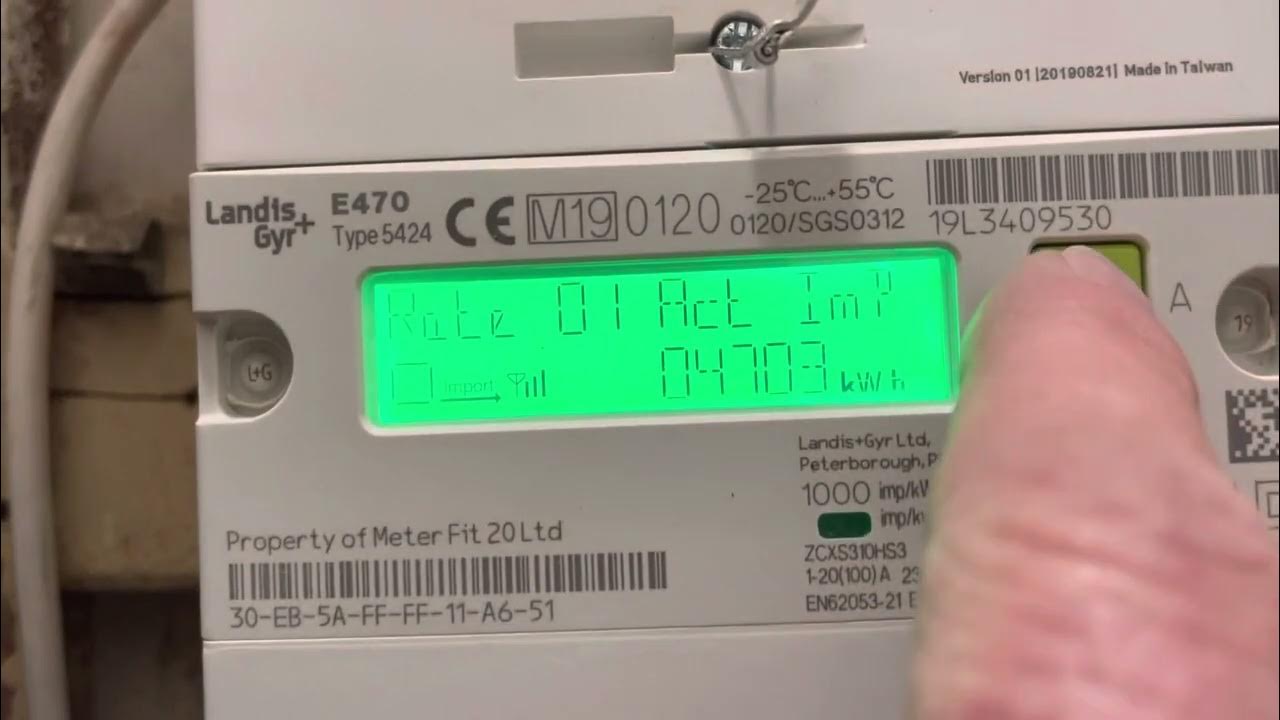 Version 01 |20190821| Made in Taiwan
Landis+ Gyr
E470
Type 5424
CE M19 0120
-25°C...+55°C
0120/SGS0312
19L3409530
A
Rate 01 Act Imp
import 04703 kWh
L+G
19
Landis+Gyr Ltd,
Peterborough,
1000 imp/k
imp/k
ZCXS310HS3
1-20(100) A 23
EN62053-21
Property of Meter Fit 20 Ltd
30-EB-5A-FF-FF-11-A6-51